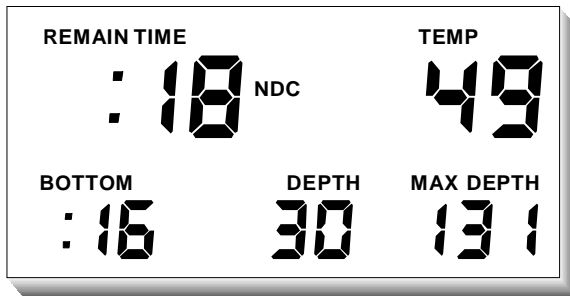 REMAIN TIME TEMP
:18 NDC 49
BOTTOM DEPTH MAX DEPTH
:16 30 131